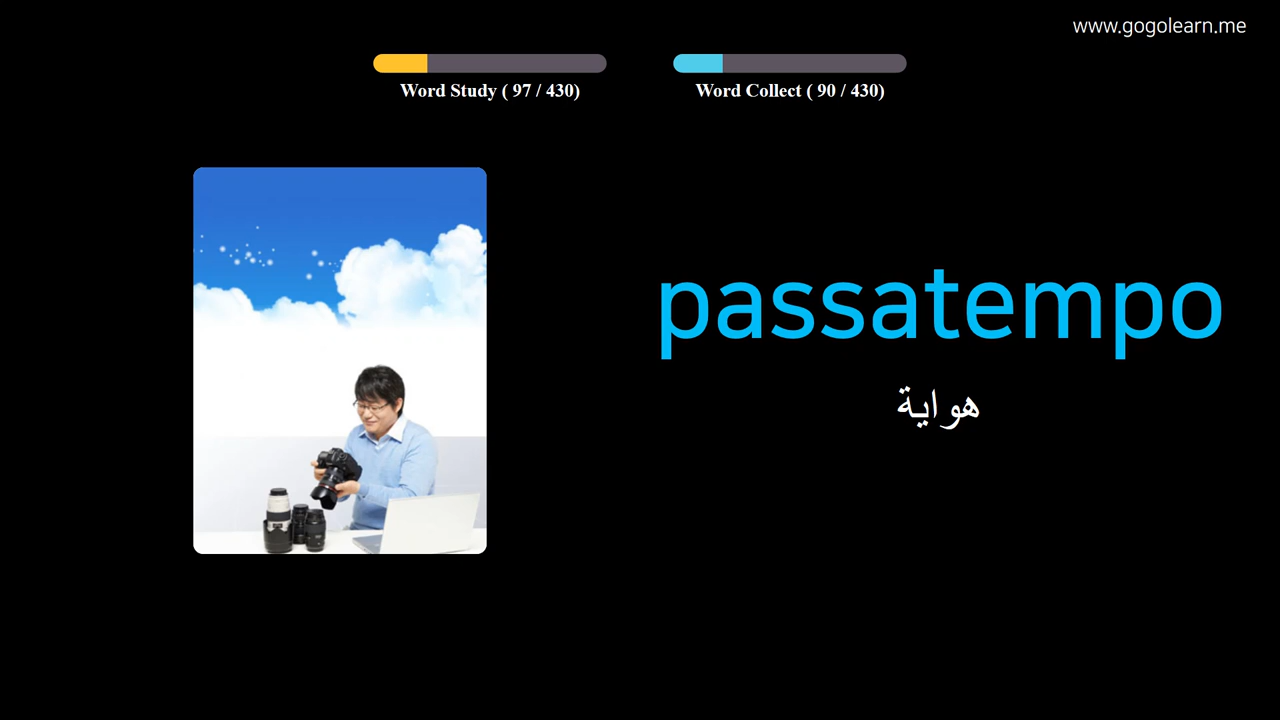 www.gogolearn.me
Word Study ( 97 / 430)
Word Collect ( 90 / 430)
passatempo
هواية